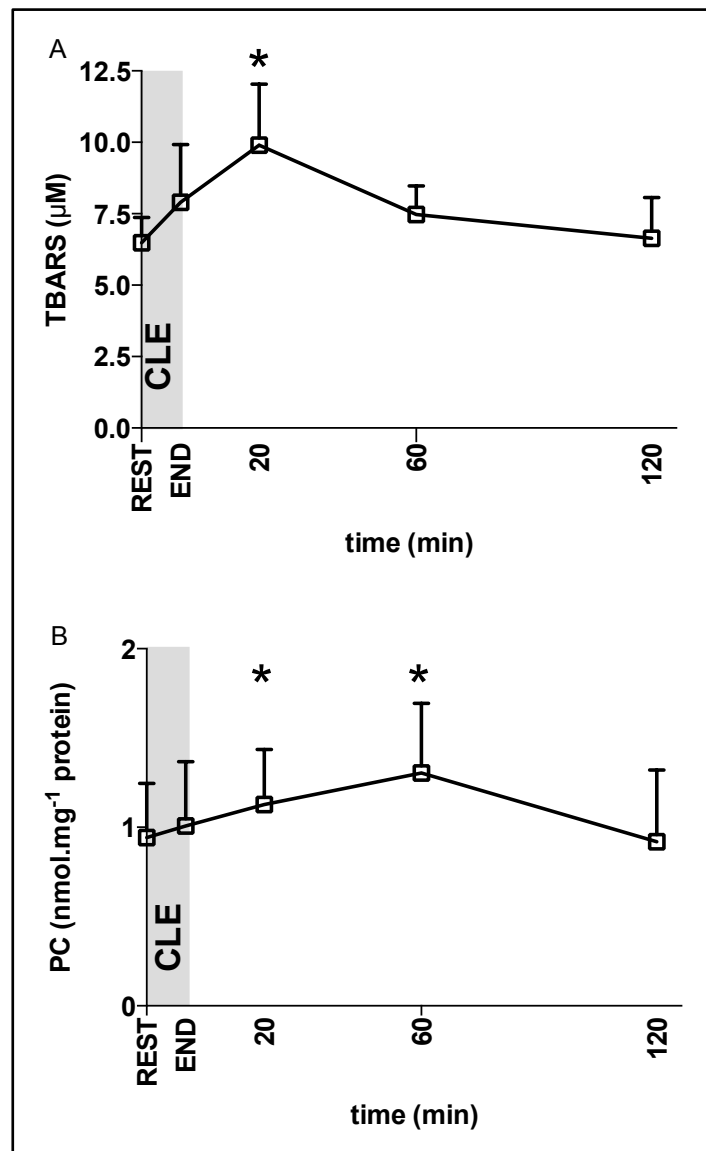 A
*
12.5
10.0
7.5
5.0
2.5
0.0
TBARS (µM)
CLE
REST
END
20
60
120
time (min)
B
*
*
2
1
0
PC (nmol.mg⁻¹ protein)
CLE
REST
END
20
60
120
time (min)